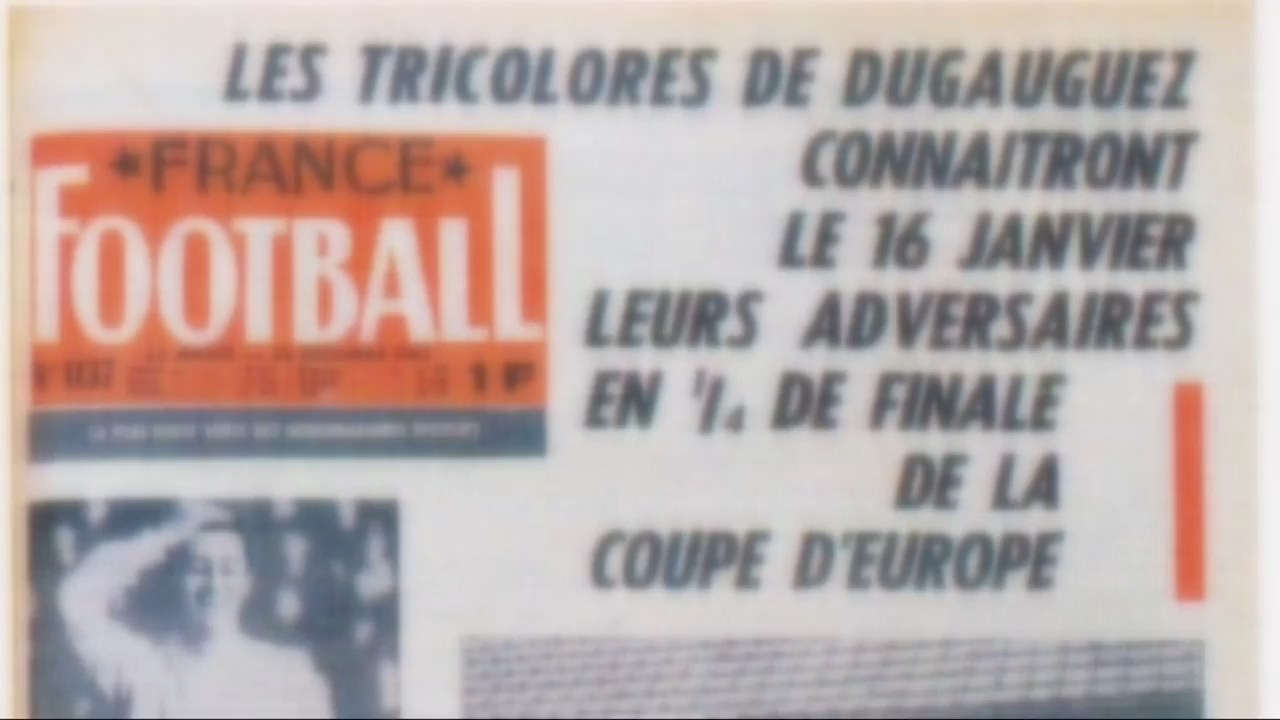 LES TRICOLORES DE DUGAUGUEZ
CONNAITRONT
LE 16 JANVIER
LEURS ADVERSAIRES
EN 1/4 DE FINALE
DE LA
COUPE D'EUROPE
FRANCE
FOOTBALL